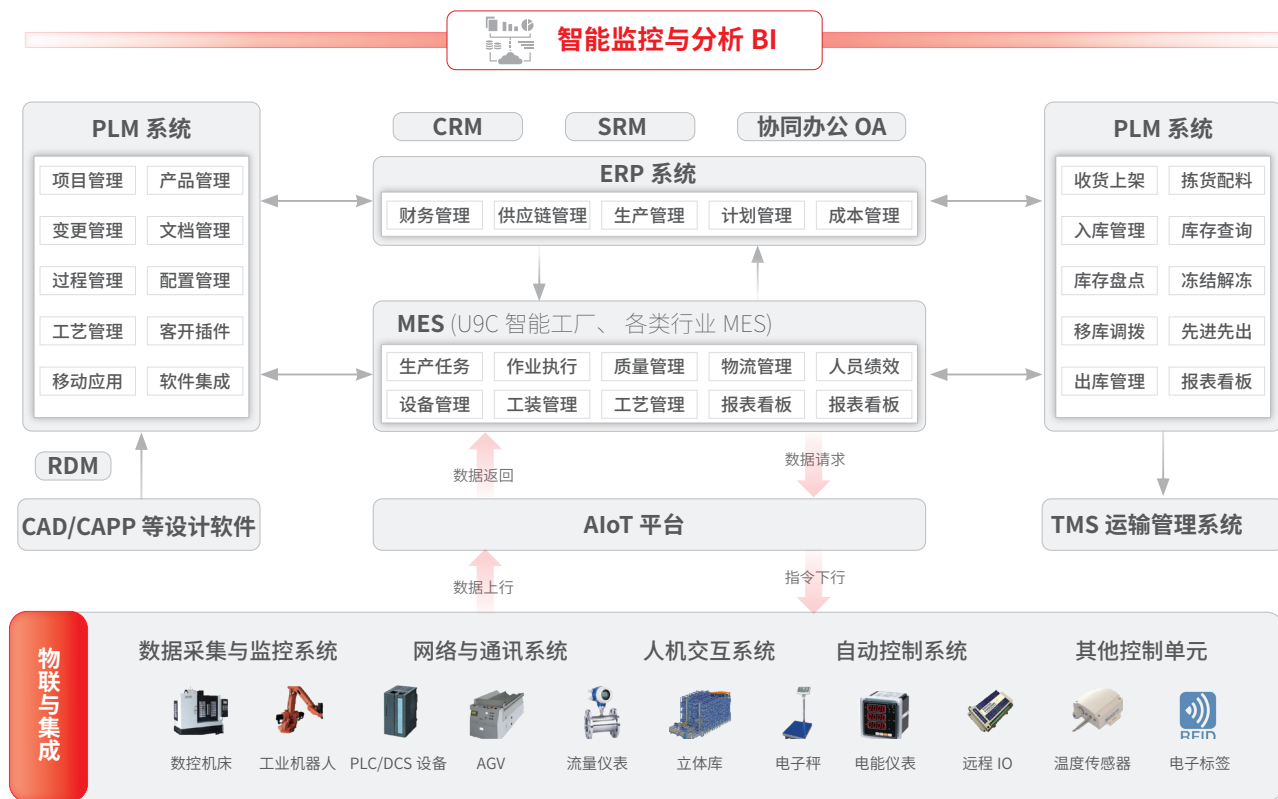 智能监控与分析 BI
PLM 系统
项目管理 产品管理
变更管理 文档管理
过程管理 配置管理
工艺管理 客开插件
移动应用 软件集成
RDM
CAD/CAPP 等设计软件
CRM SRM 协同办公 OA
ERP 系统
财务管理 供应链管理 生产管理 计划管理 成本管理
MES (U9C 智能工厂、 各类行业 MES)
生产任务 作业执行 质量管理 物流管理 人员绩效
设备管理 工装管理 工艺管理 报表看板 报表看板
数据返回 数据请求
AIoT 平台
数据上行 指令下行
PLM 系统
收货上架 拣货配料
入库管理 库存查询
库存盘点 冻结解冻
移库调拨 先进先出
出库管理 报表看板
TMS 运输管理系统
物联与集成
数据采集与监控系统 网络与通讯系统 人机交互系统 自动控制系统 其他控制单元
RFID
数控机床 工业机器人 PLC/DCS 设备 AGV 流量仪表 立体库 电子秤 电能仪表 远程 IO 温度传感器 电子标签